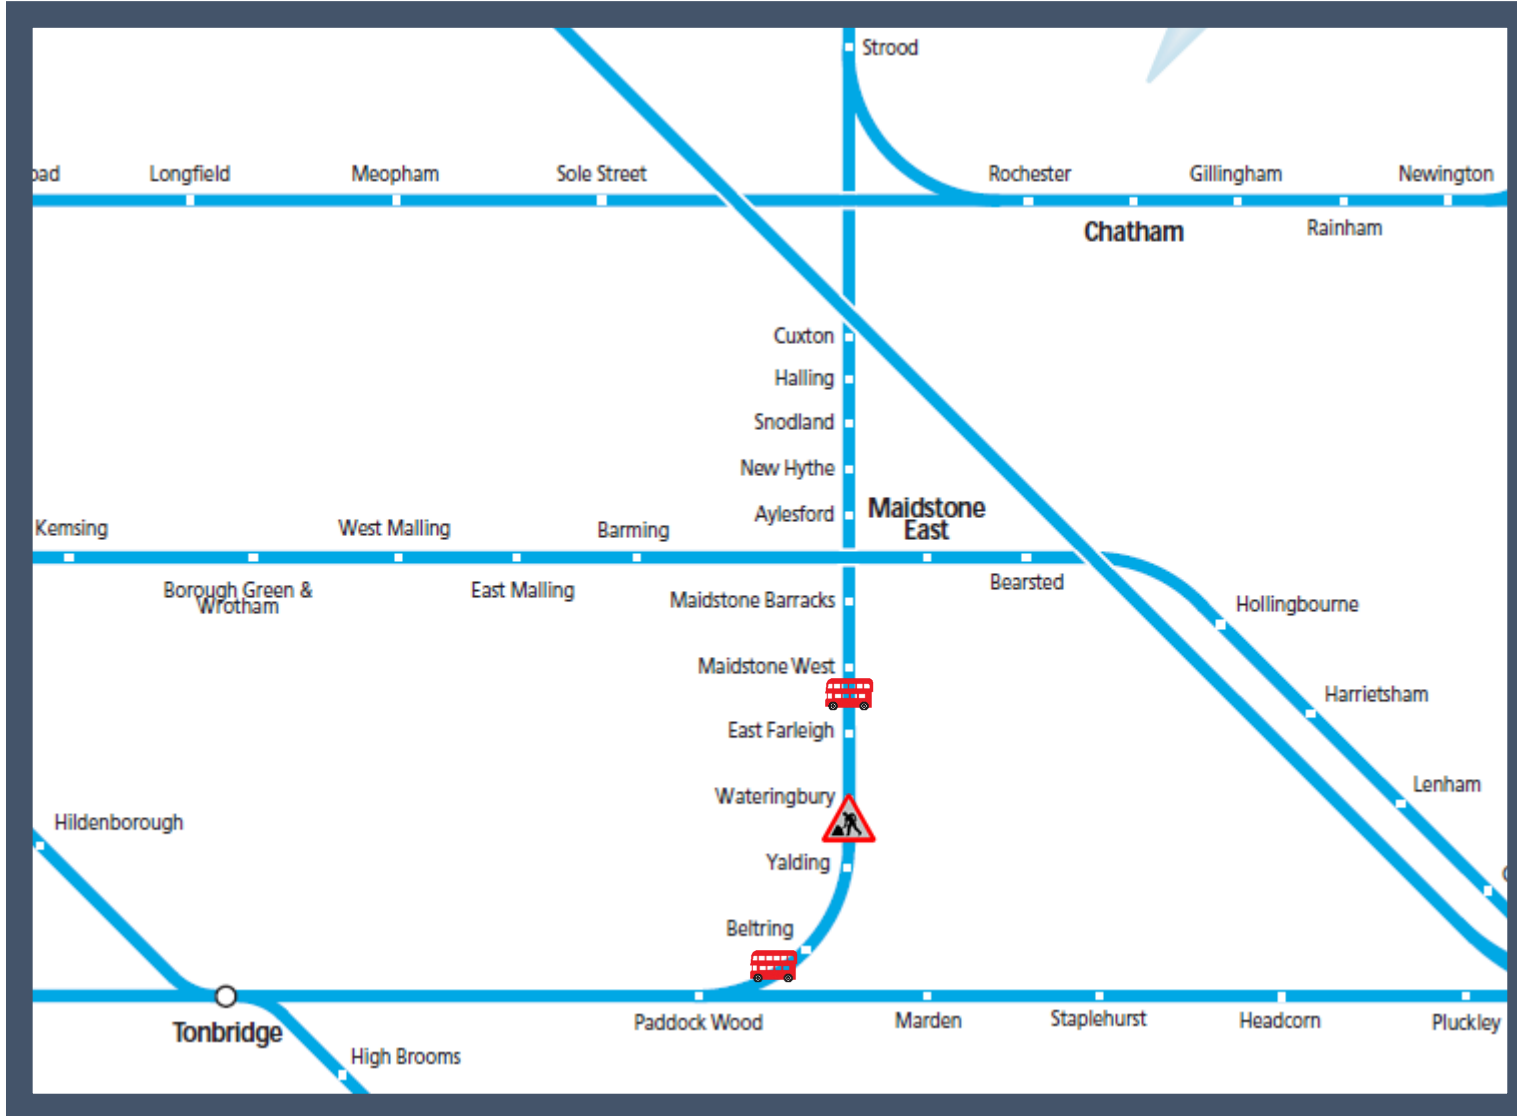 Strood
oad
Longfield
Meopham
Sole Street
Rochester
Gillingham
Newington
Chatham
Rainham
Cuxton
Halling
Snodland
New Hythe
Aylesford
Maidstone
East
Kemsing
West Malling
Barming
Borough Green &
Wrotham
East Malling
Bearsted
Maidstone Barracks
Hollingbourne
Maidstone West
Harrietsham
East Farleigh
Wateringbury
Lenham
Hildenborough
Yalding
Beltring
Tonbridge
Paddock Wood
Marden
Staplehurst
Headcorn
Pluckley
High Brooms